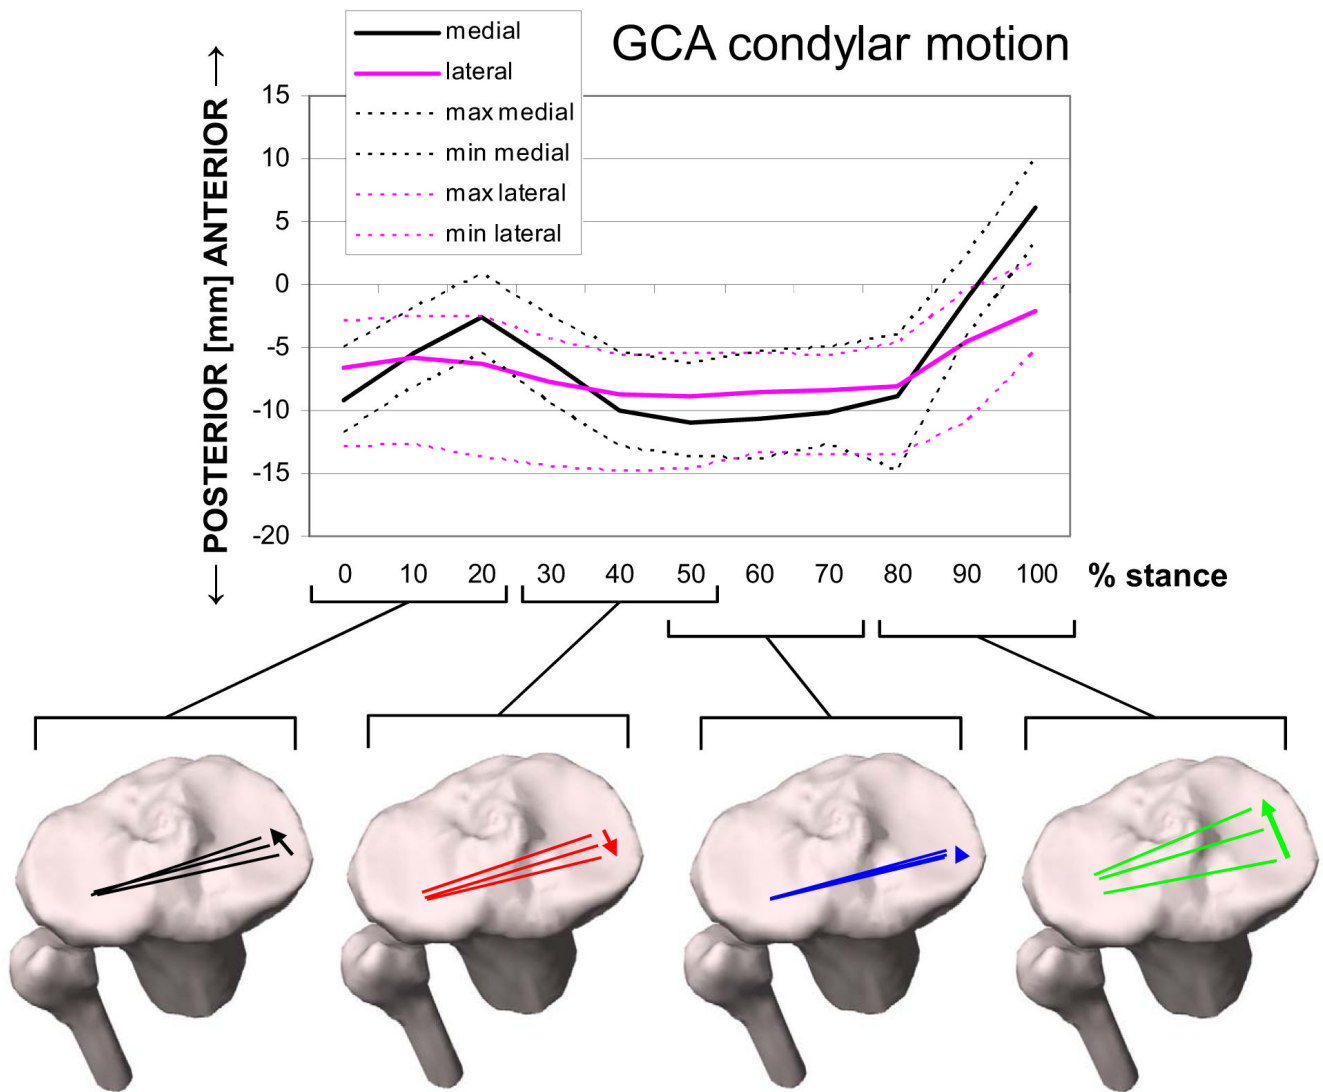 GCA condylar motion
medial
lateral
max medial
min medial
max lateral
min lateral
← POSTERIOR [mm] ANTERIOR →
15
10
5
0
-5
-10
-15
-20
0 10 20 30 40 50 60 70 80 90 100 % stance